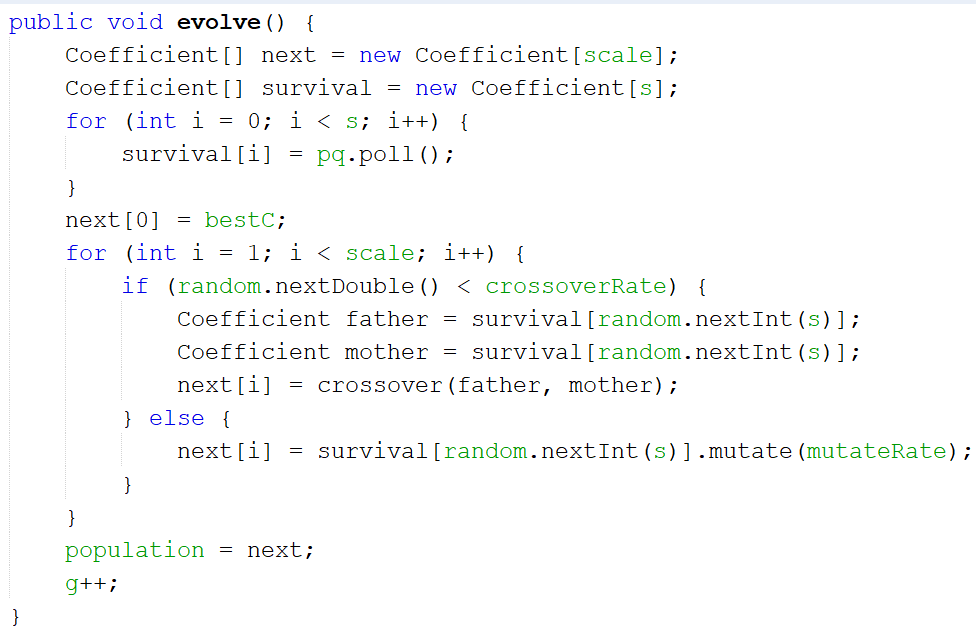 public void evolve() {
    Coefficient[] next = new Coefficient[scale];
    Coefficient[] survival = new Coefficient[s];
    for (int i = 0; i < s; i++) {
        survival[i] = pq.poll();
    }
    next[0] = bestC;
    for (int i = 1; i < scale; i++) {
        if (random.nextDouble() < crossoverRate) {
            Coefficient father = survival[random.nextInt(s)];
            Coefficient mother = survival[random.nextInt(s)];
            next[i] = crossover(father, mother);
        } else {
            next[i] = survival[random.nextInt(s)].mutate(mutateRate);
        }
    }
    population = next;
    g++;
}